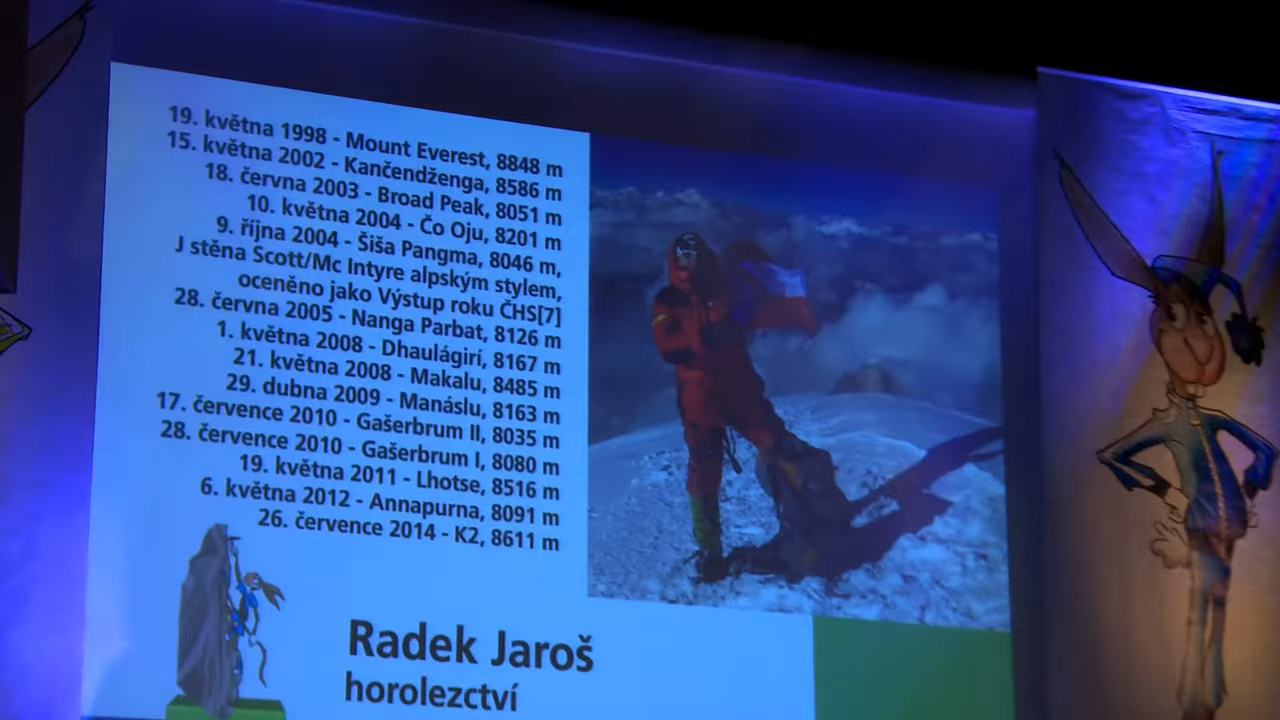 19. května 1998 - Mount Everest, 8848 m
15. května 2002 - Kančendženga, 8586 m
18. června 2003 - Broad Peak, 8051 m
10. května 2004 - Čo Oju, 8201 m
9. října 2004 - Šiša Pangma, 8046 m,
J stěna Scott/Mc Intyre alpským stylem,
oceněno jako Výstup roku ČHS[7]
28. června 2005 - Nanga Parbat, 8126 m
1. května 2008 - Dhaulágirí, 8167 m
21. května 2008 - Makalu, 8485 m
29. dubna 2009 - Manáslu, 8163 m
17. července 2010 - Gašerbrum II, 8035 m
28. července 2010 - Gašerbrum I, 8080 m
19. května 2011 - Lhotse, 8516 m
6. května 2012 - Annapurna, 8091 m
26. července 2014 - K2, 8611 m
Radek Jaroš
horolezctví